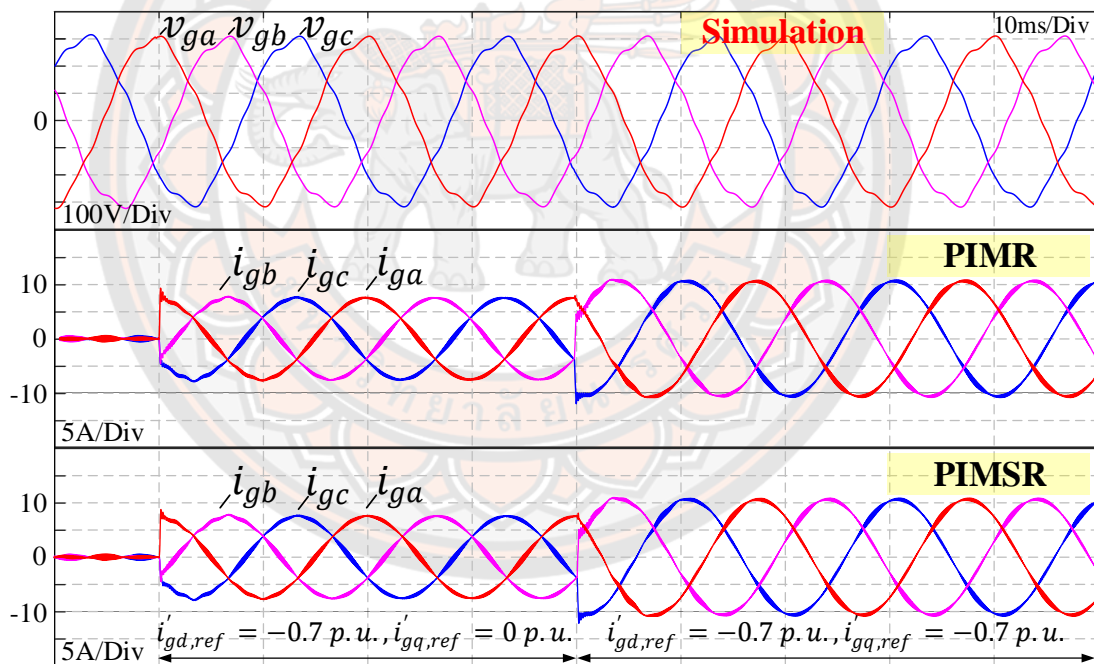 v_ga v_gb v_gc Simulation 10ms/Div
0
100V/Div
i_gb i_gc i_ga PIMR
10
0
-10
5A/Div
i_gb i_gc i_ga PIMSR
10
0
-10
i'_gd,ref = −0.7 p.u., i'_gq,ref = 0 p.u. i'_gd,ref = −0.7 p.u., i'_gq,ref = −0.7 p.u.
5A/Div